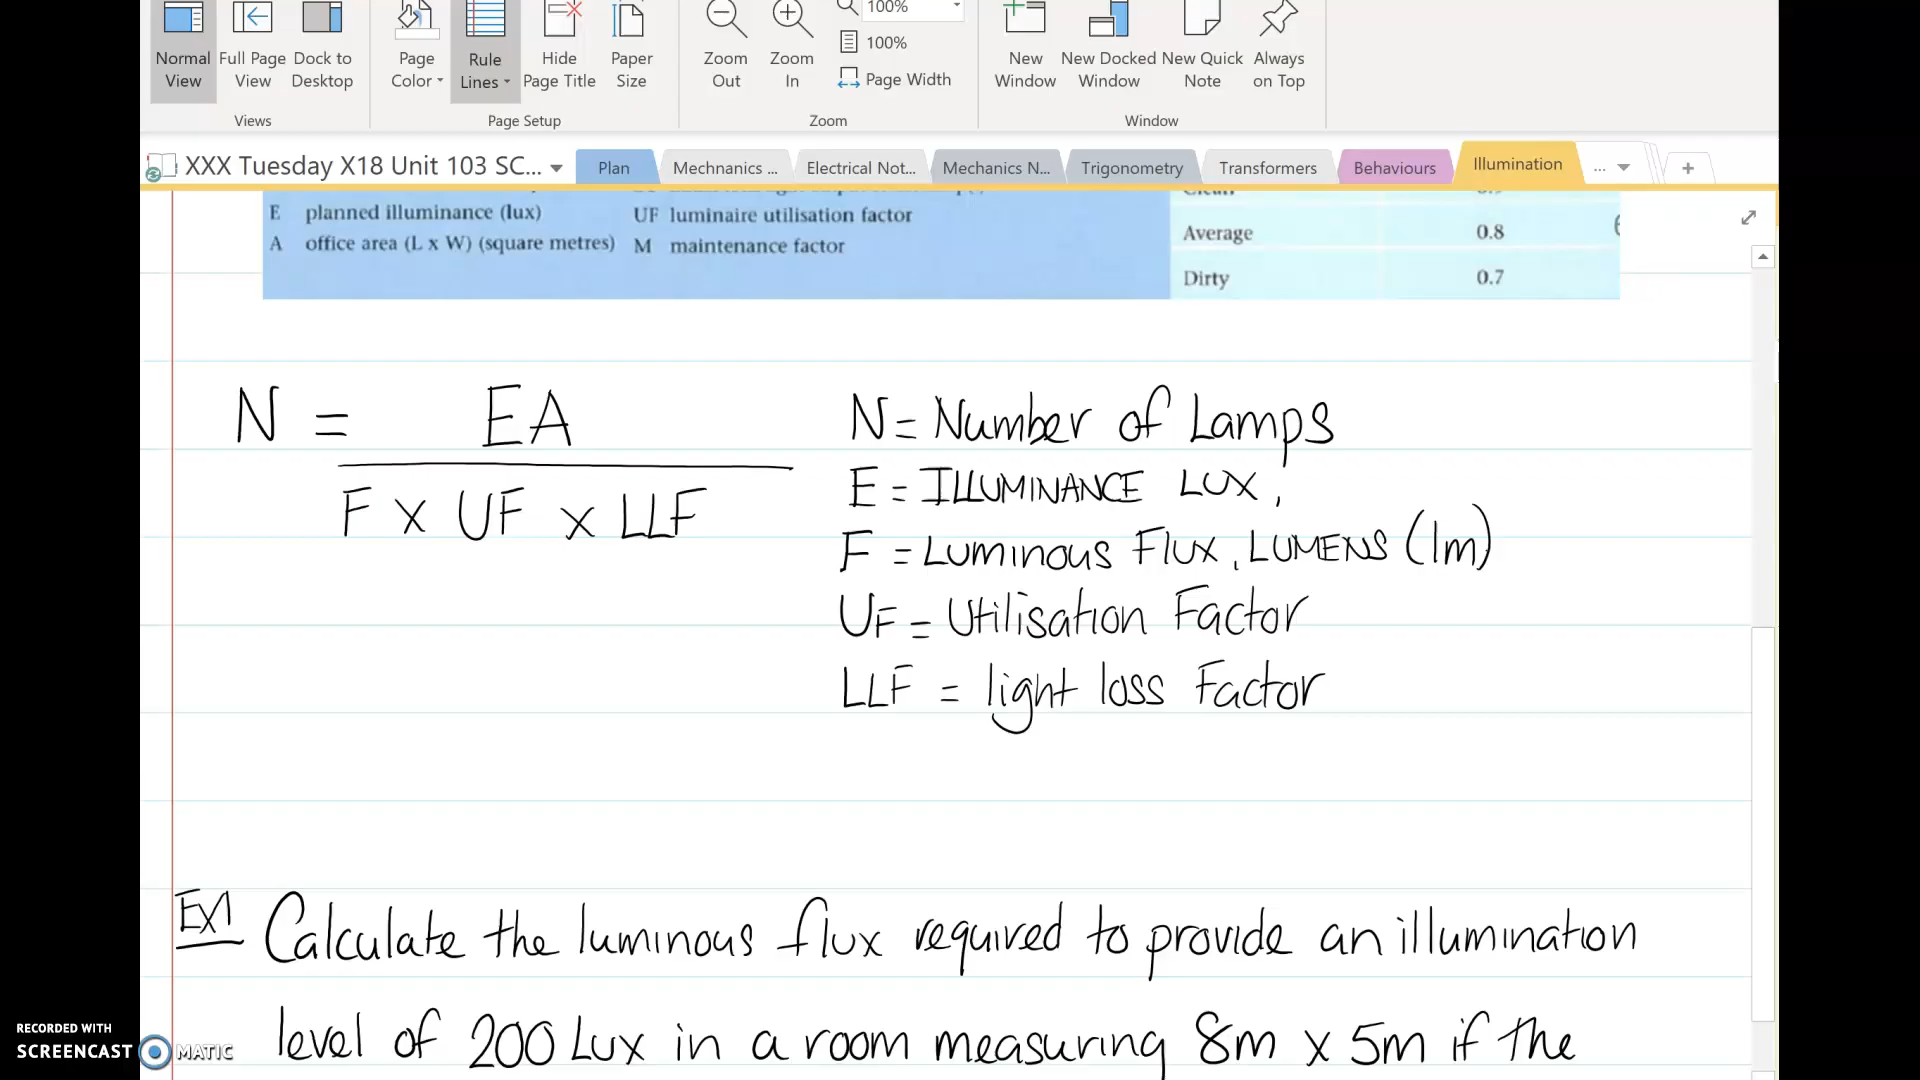 100%
Normal View
Full Page View
Dock to Desktop
Page Color
Rule Lines
Hide Page Title
Paper Size
Zoom Out
Zoom In
100%
Page Width
New Window
New Docked Window
New Quick Note
Always on Top
Views
Page Setup
Zoom
Window
XXX Tuesday X18 Unit 103 SC...
Plan
Mechnanics ...
Electrical Not...
Mechanics N...
Trigonometry
Transformers
Behaviours
Illumination
...
E planned illuminance (lux) UF luminaire utilisation factor
A office area (L x W) (square metres) M maintenance factor
Average 0.8
Dirty 0.7
N = EA
F x UF x LLF
N = Number of Lamps
E = ILLUMINANCE LUX,
F = Luminous Flux, LUMENS (lm)
UF = Utilisation Factor
LLF = light loss Factor
Ex1 Calculate the luminous flux required to provide an illumination
level of 200 Lux in a room measuring 8m x 5m if the
RECORDED WITH
SCREENCAST MATIC